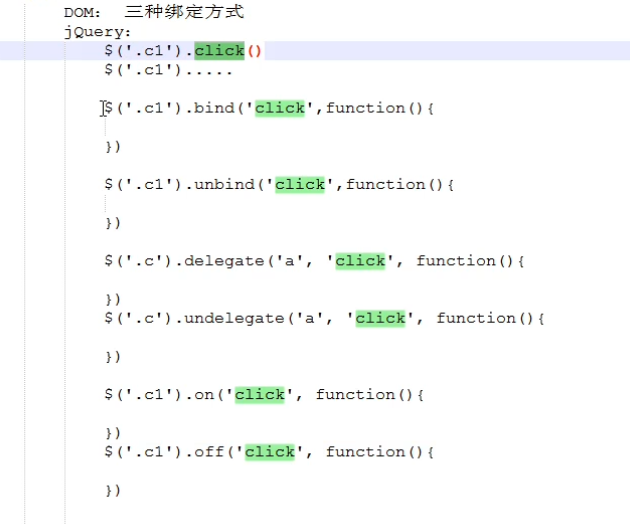 DOM： 三种绑定方式
jQuery:
$('.c1').click()
$('.c1').....
$('.c1').bind('click',function(){
})
$('.c1').unbind('click',function(){
})
$('.c').delegate('a', 'click', function(){
})
$('.c').undelegate('a', 'click', function(){
})
$('.c1').on('click', function(){
})
$('.c1').off('click', function(){
})